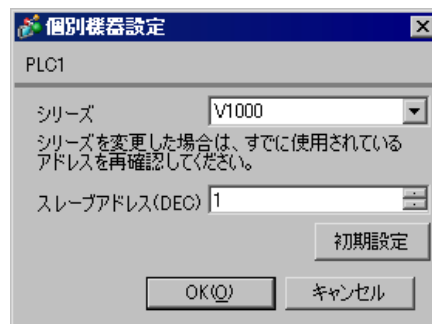 個別機器設定
PLC1
シリーズ V1000
シリーズを変更した場合は、すでに使用されている
アドレスを再確認してください。
スレーブアドレス(DEC) 1
初期設定
OK(O) キャンセル